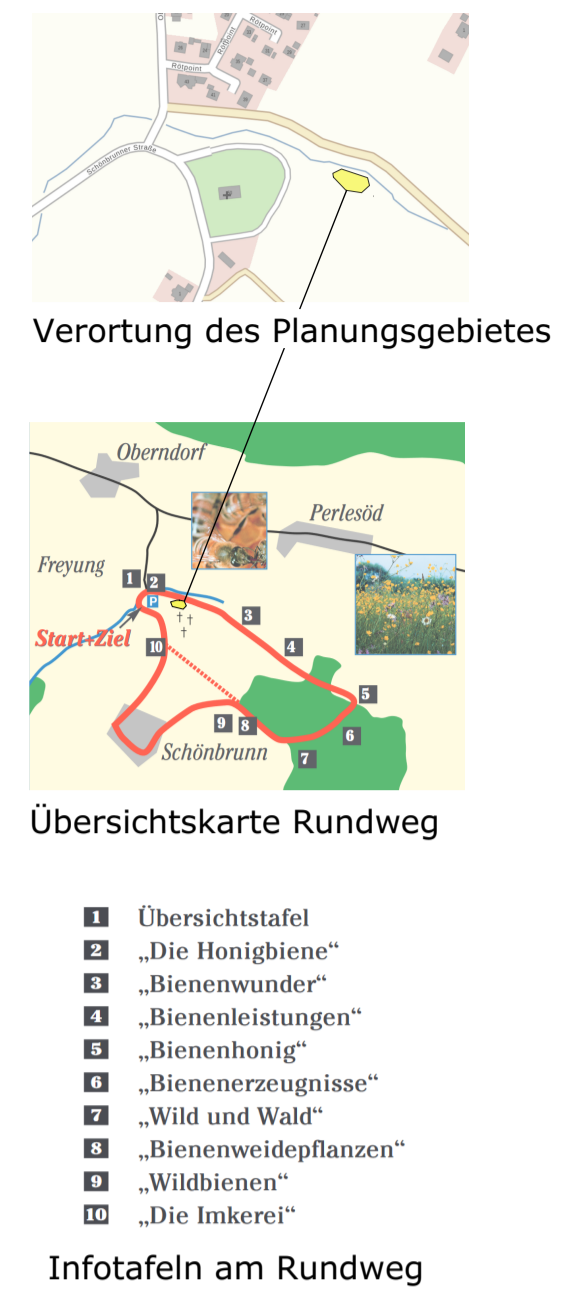 Rötpoint
Rötpoint
Rötpoint
Schönbrunner Straße
Verortung des Planungsgebietes
Oberndorf
Perlesöd
Freyung
1
2
P
3
Start+Ziel
10
4
5
9
8
6
Schönbrunn
7
Übersichtskarte Rundweg
1 Übersichtstafel
2 „Die Honigbiene“
3 „Bienenwunder“
4 „Bienenleistungen“
5 „Bienenhonig“
6 „Bienenerzeugnisse“
7 „Wild und Wald“
8 „Bienenweidepflanzen“
9 „Wildbienen“
10 „Die Imkerei“
Infotafeln am Rundweg